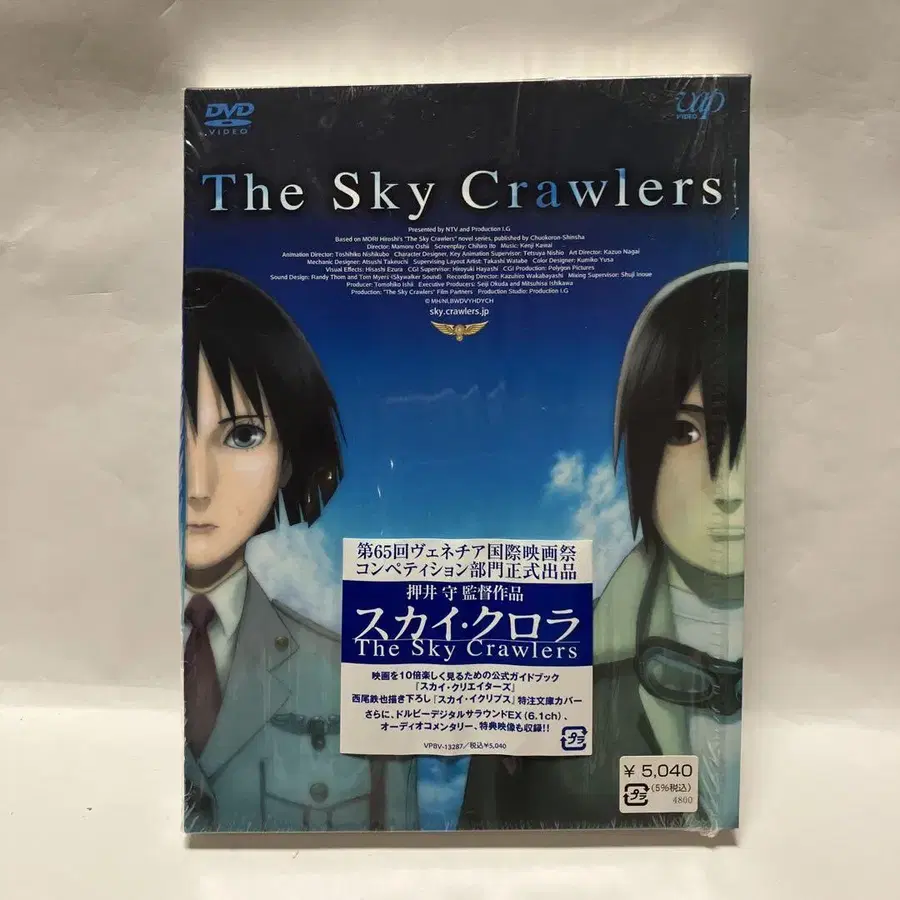 DVD
VIDEO
vap
VIDEO
The Sky Crawlers
Presented by NTV and Production I.G
Based on MORI Hiroshi's "The Sky Crawlers" novel series, published by Chuokoron-Shinsha
Director: Mamoru Oshii Screenplay: Chihiro Ito Music: Kenji Kawai
Animation Director: Toshihiko Nishikubo Character Designer, Key Animation Supervisor: Tetsuya Nishio Art Director: Kazuo Nagai
Mechanic Designer: Atsushi Takeuchi Supervising Layout Artist: Takashi Watabe Color Designer: Kumiko Yusa
Visual Effects: Hisashi Ezura CGI Supervisor: Hiroyuki Hayashi CGI Production: Polygon Pictures
Sound Design: Randy Thom and Tom Myers (Skywalker Sound) Recording Director: Kazuhiro Wakabayashi Mixing Supervisor: Shuji Inoue
Producer: Tomohiko Ishii Executive Producers: Seiji Okuda and Mitsuhisa Ishikawa
Production: "The Sky Crawlers" Film Partners Production Studio: Production I.G
© MH/NI,BWDVYHDYCH
sky.crawlers.jp
第65回ヴェネチア国際映画祭
コンペティション部門正式出品
押井 守 監督作品
スカイ・クロラ
The Sky Crawlers
映画を10倍楽しく見るための公式ガイドブック
『スカイ・クリエイターズ』
西尾鉄也描き下ろし『スカイ・イクリプス』特注文庫カバー
さらに、ドルビーデジタルサラウンドEX(6.1ch)、
オーディオコメンタリー、特典映像も収録!!
VPBV-13287/税込¥5,040
プラ
¥ 5,040
プラ
(5%税込)
4800